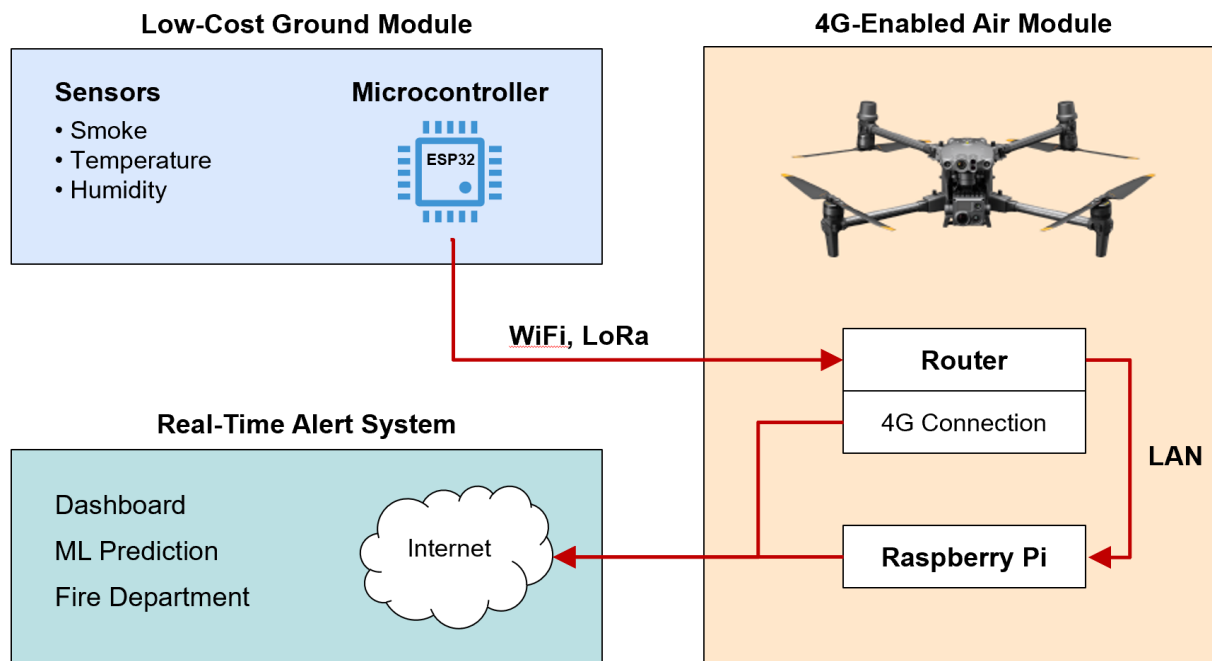 Low-Cost Ground Module
Sensors
• Smoke
• Temperature
• Humidity
Microcontroller
ESP32
4G-Enabled Air Module
WiFi, LoRa
Router
4G Connection
LAN
Raspberry Pi
Real-Time Alert System
Dashboard
ML Prediction
Fire Department
Internet